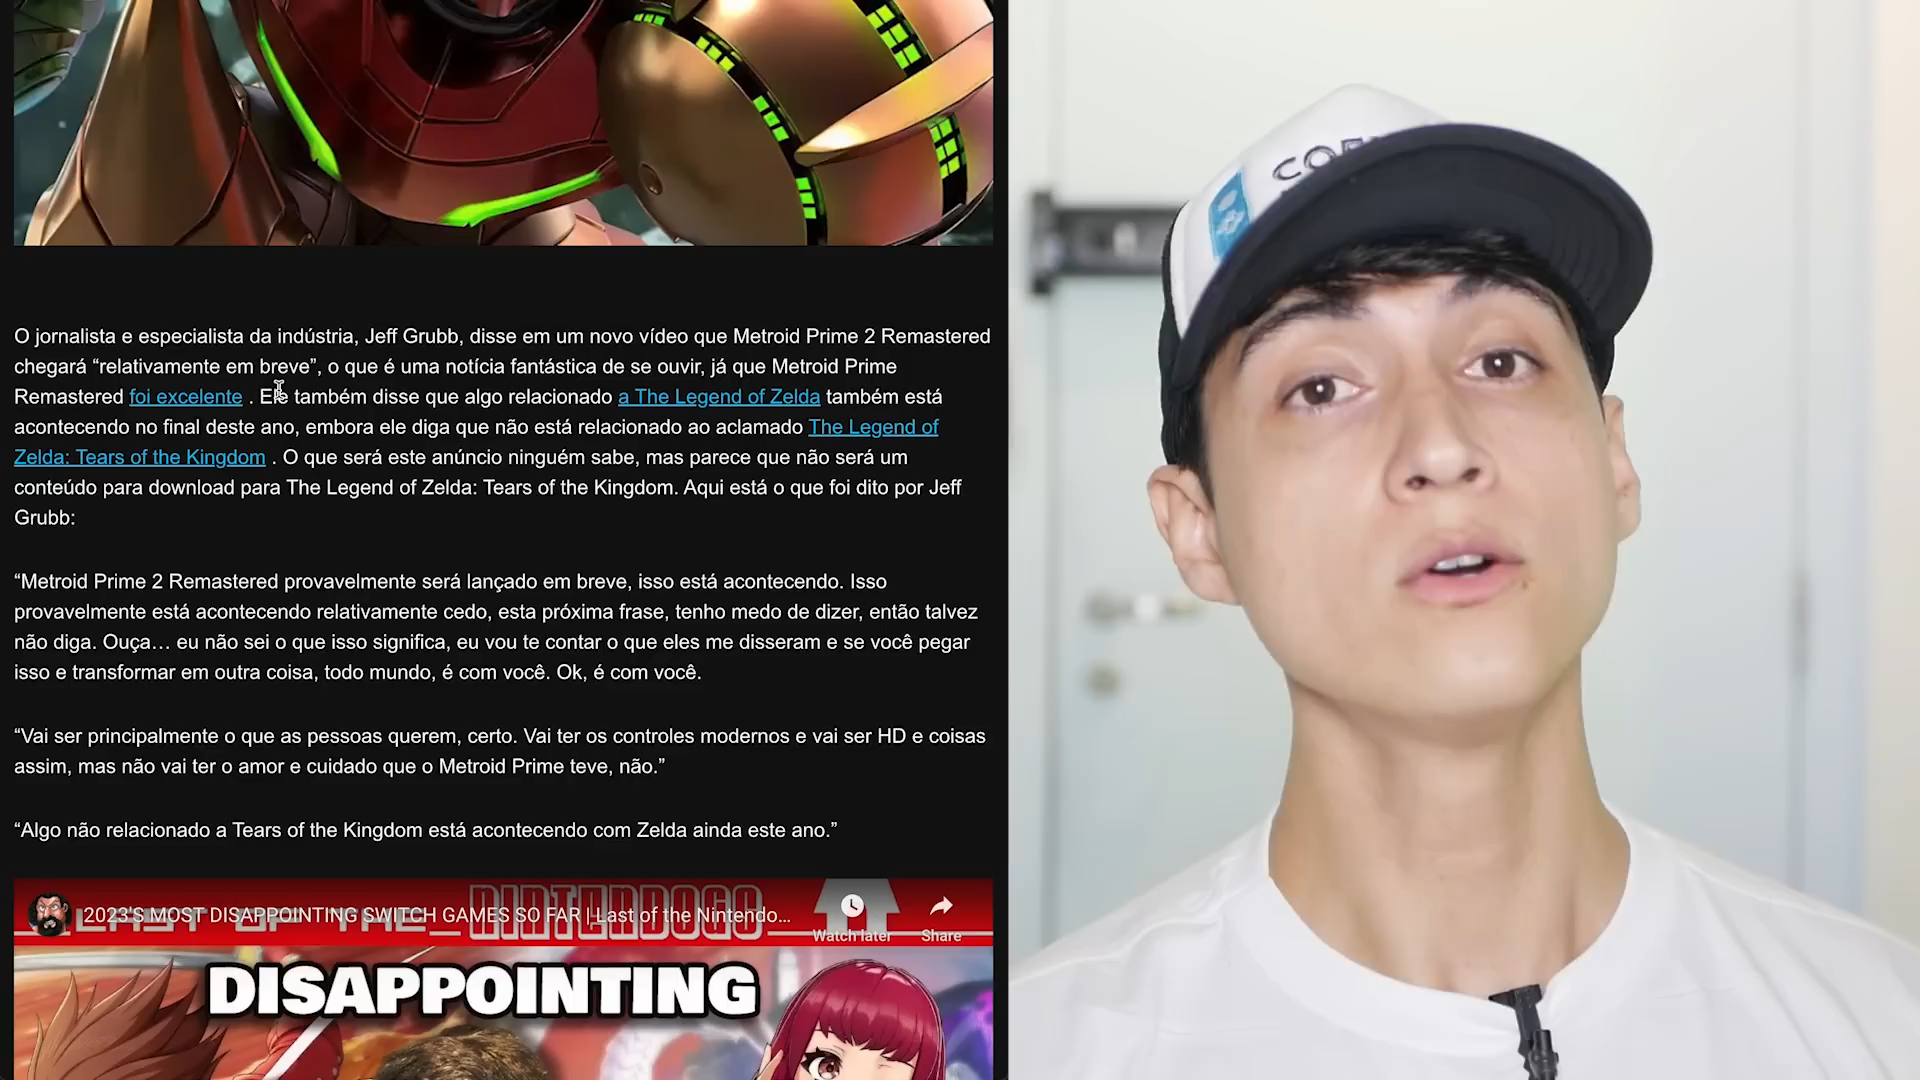 O jornalista e especialista da indústria, Jeff Grubb, disse em um novo vídeo que Metroid Prime 2 Remastered
chegará “relativamente em breve”, o que é uma notícia fantástica de se ouvir, já que Metroid Prime
Remastered foi excelente . Ele também disse que algo relacionado a The Legend of Zelda também está
acontecendo no final deste ano, embora ele diga que não está relacionado ao aclamado The Legend of
Zelda: Tears of the Kingdom . O que será este anúncio ninguém sabe, mas parece que não será um
conteúdo para download para The Legend of Zelda: Tears of the Kingdom. Aqui está o que foi dito por Jeff
Grubb:
“Metroid Prime 2 Remastered provavelmente será lançado em breve, isso está acontecendo. Isso
provavelmente está acontecendo relativamente cedo, esta próxima frase, tenho medo de dizer, então talvez
não diga. Ouça… eu não sei o que isso significa, eu vou te contar o que eles me disseram e se você pegar
isso e transformar em outra coisa, todo mundo, é com você. Ok, é com você.
“Vai ser principalmente o que as pessoas querem, certo. Vai ter os controles modernos e vai ser HD e coisas
assim, mas não vai ter o amor e cuidado que o Metroid Prime teve, não.”
“Algo não relacionado a Tears of the Kingdom está acontecendo com Zelda ainda este ano.”
2023'S MOST DISAPPOINTING SWITCH GAMES SO FAR | Last of the Nintendo...
LAST OF THE NINTENDOGS
Watch later
Share
DISAPPOINTING